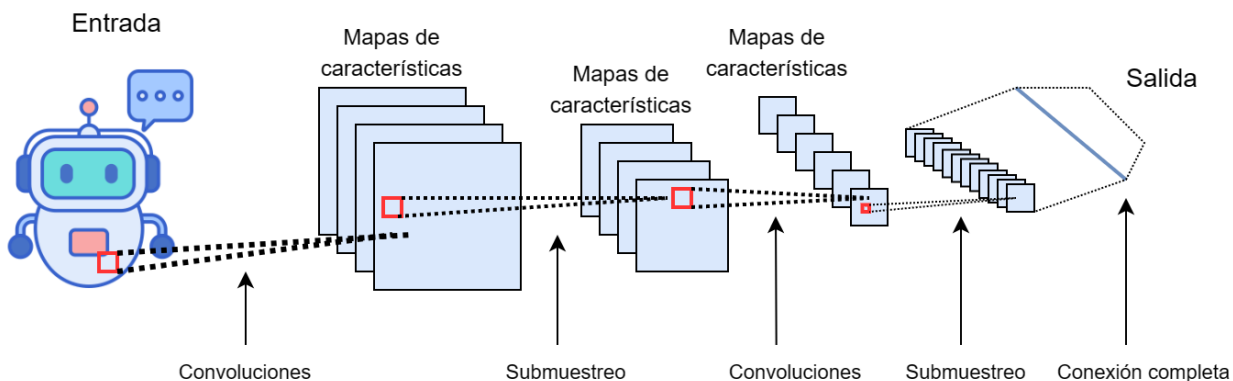 Entrada
Mapas de
características
Mapas de
características
Mapas de
características
Salida
Convoluciones
Submuestreo
Convoluciones
Submuestreo
Conexión completa